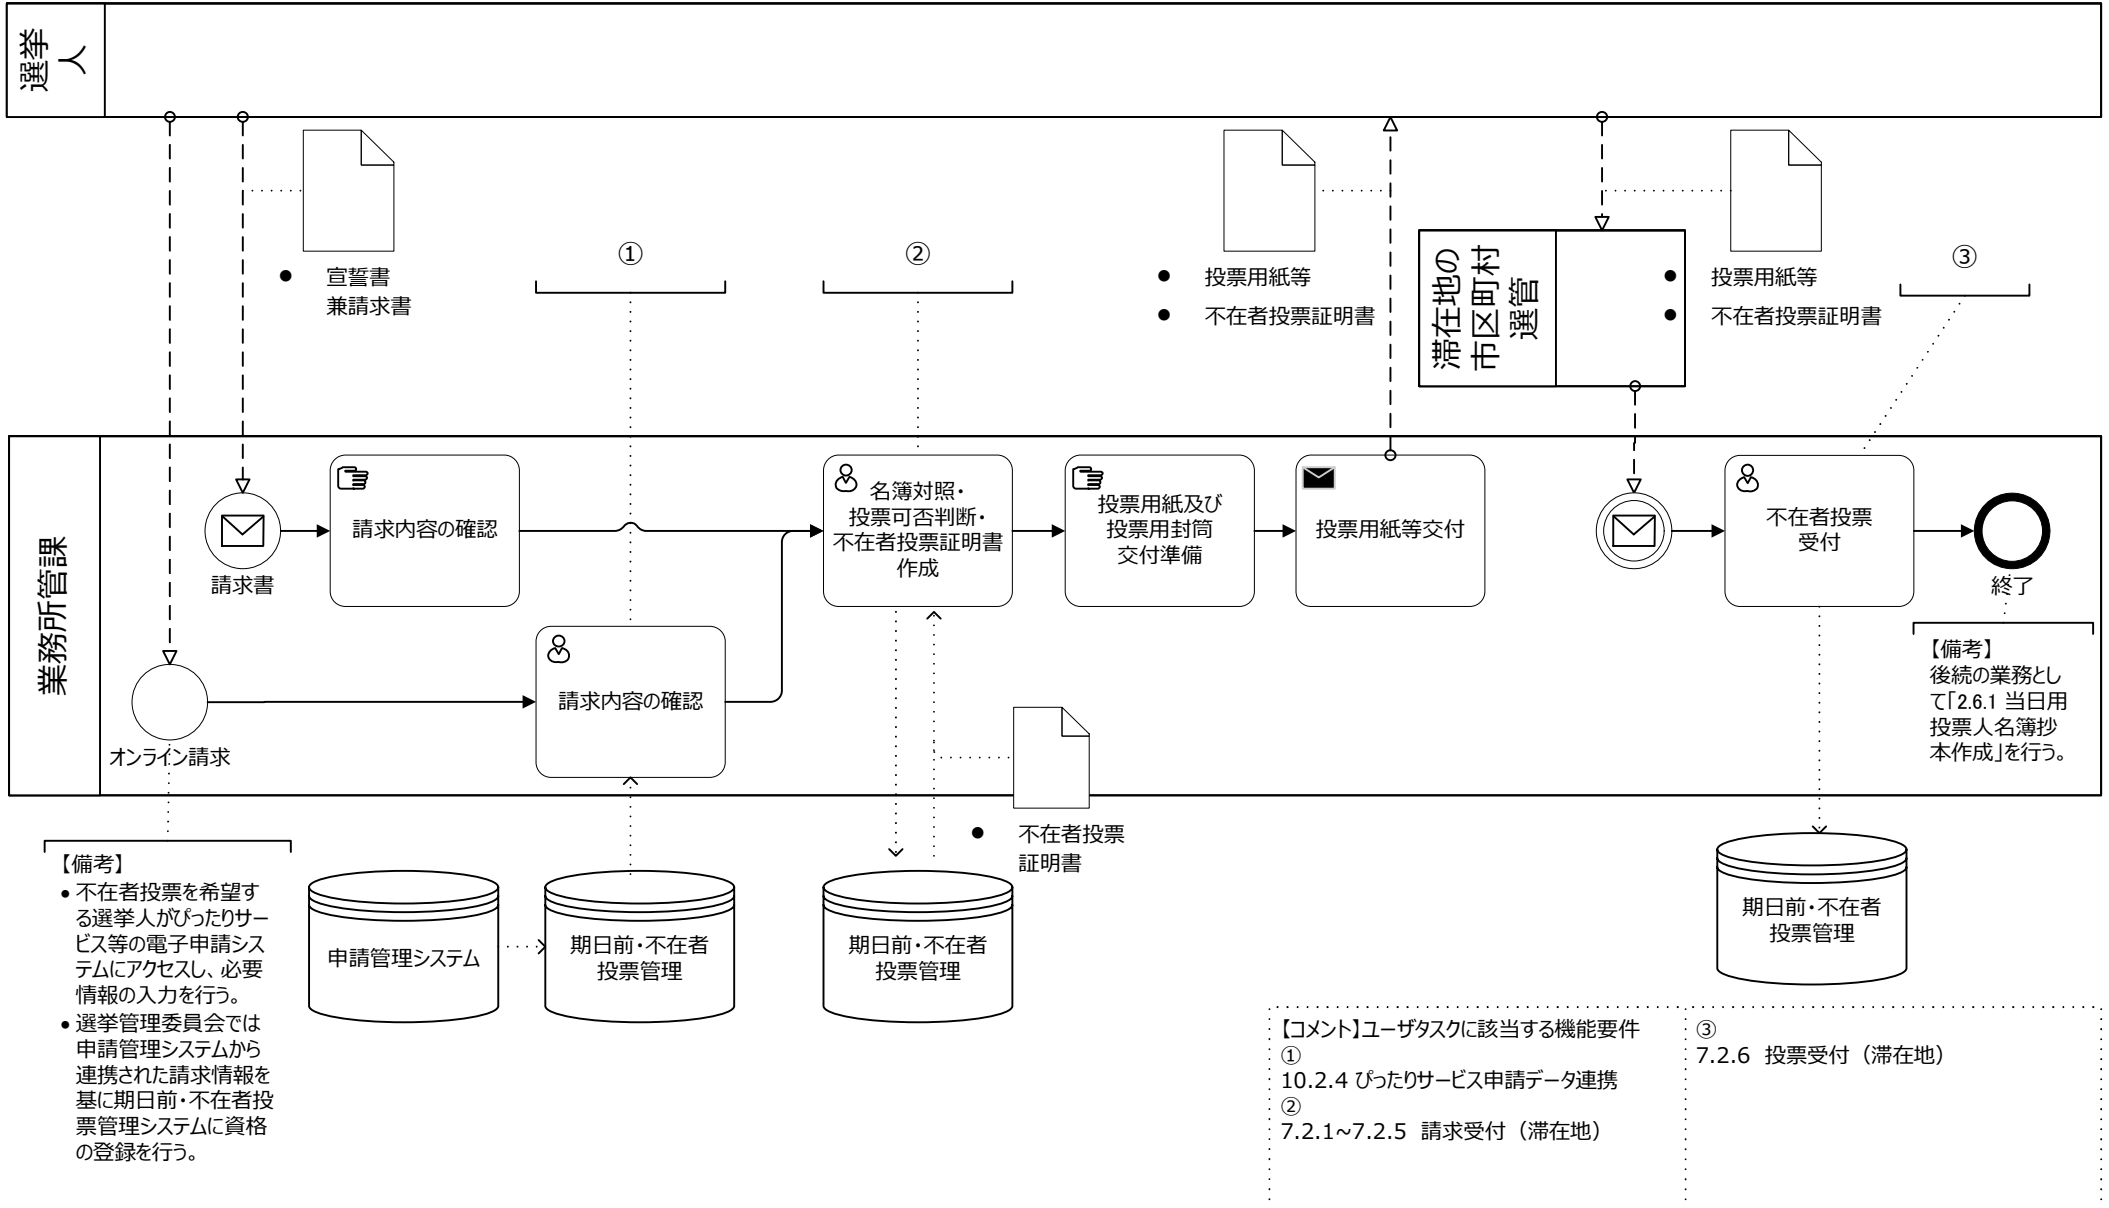 選挙
人
宣誓書
兼請求書
①
②
投票用紙等
不在者投票証明書
滞在地の
市区町村
選管
投票用紙等
不在者投票証明書
③
業務所管課
請求書
請求内容の確認
名簿対照・
投票可否判断・
不在者投票証明書
作成
投票用紙及び
投票用封筒
交付準備
投票用紙等交付
不在者投票
受付
終了
オンライン請求
請求内容の確認
【備考】
後続の業務とし
て「2.6.1 当日用
投票人名簿抄
本作成」を行う。
不在者投票
証明書
【備考】
• 不在者投票を希望す
る選挙人がぴったりサー
ビス等の電子申請シス
テムにアクセスし、必要
情報の入力を行う。
• 選挙管理委員会では
申請管理システムから
連携された請求情報を
基に期日前・不在者投
票管理システムに資格
の登録を行う。
申請管理システム
期日前・不在者
投票管理
期日前・不在者
投票管理
期日前・不在者
投票管理
【コメント】ユーザタスクに該当する機能要件
①
10.2.4 ぴったりサービス申請データ連携
②
7.2.1~7.2.5 請求受付（滞在地）
③
7.2.6 投票受付（滞在地）